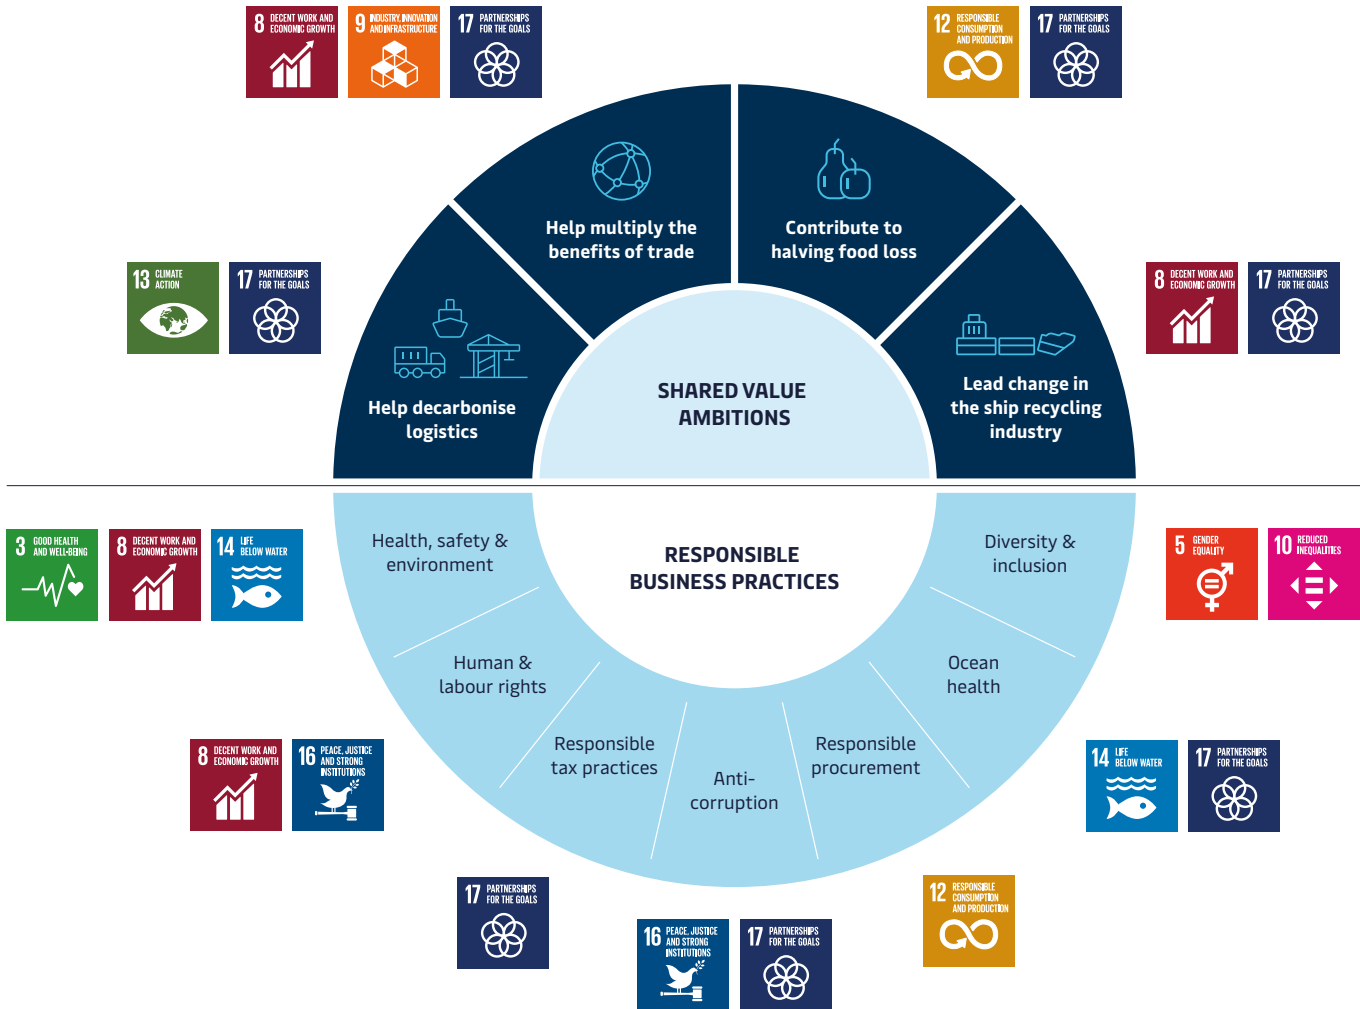 8 DECENT WORK AND
ECONOMIC GROWTH
9 INDUSTRY, INNOVATION
AND INFRASTRUCTURE
17 PARTNERSHIPS
FOR THE GOALS
12 RESPONSIBLE
CONSUMPTION
AND PRODUCTION
17 PARTNERSHIPS
FOR THE GOALS
Help multiply the
benefits of trade
Contribute to
halving food loss
13 CLIMATE
ACTION
17 PARTNERSHIPS
FOR THE GOALS
8 DECENT WORK AND
ECONOMIC GROWTH
17 PARTNERSHIPS
FOR THE GOALS
Help decarbonise
logistics
SHARED VALUE
AMBITIONS
Lead change in
the ship recycling
industry
3 GOOD HEALTH
AND WELL-BEING
8 DECENT WORK AND
ECONOMIC GROWTH
14 LIFE
BELOW WATER
Health, safety &
environment
RESPONSIBLE
BUSINESS PRACTICES
Diversity &
inclusion
5 GENDER
EQUALITY
10 REDUCED
INEQUALITIES
Human &
labour rights
Ocean
health
8 DECENT WORK AND
ECONOMIC GROWTH
16 PEACE, JUSTICE
AND STRONG
INSTITUTIONS
Responsible
tax practices
Anti-
corruption
Responsible
procurement
14 LIFE
BELOW WATER
17 PARTNERSHIPS
FOR THE GOALS
17 PARTNERSHIPS
FOR THE GOALS
16 PEACE, JUSTICE
AND STRONG
INSTITUTIONS
17 PARTNERSHIPS
FOR THE GOALS
12 RESPONSIBLE
CONSUMPTION
AND PRODUCTION